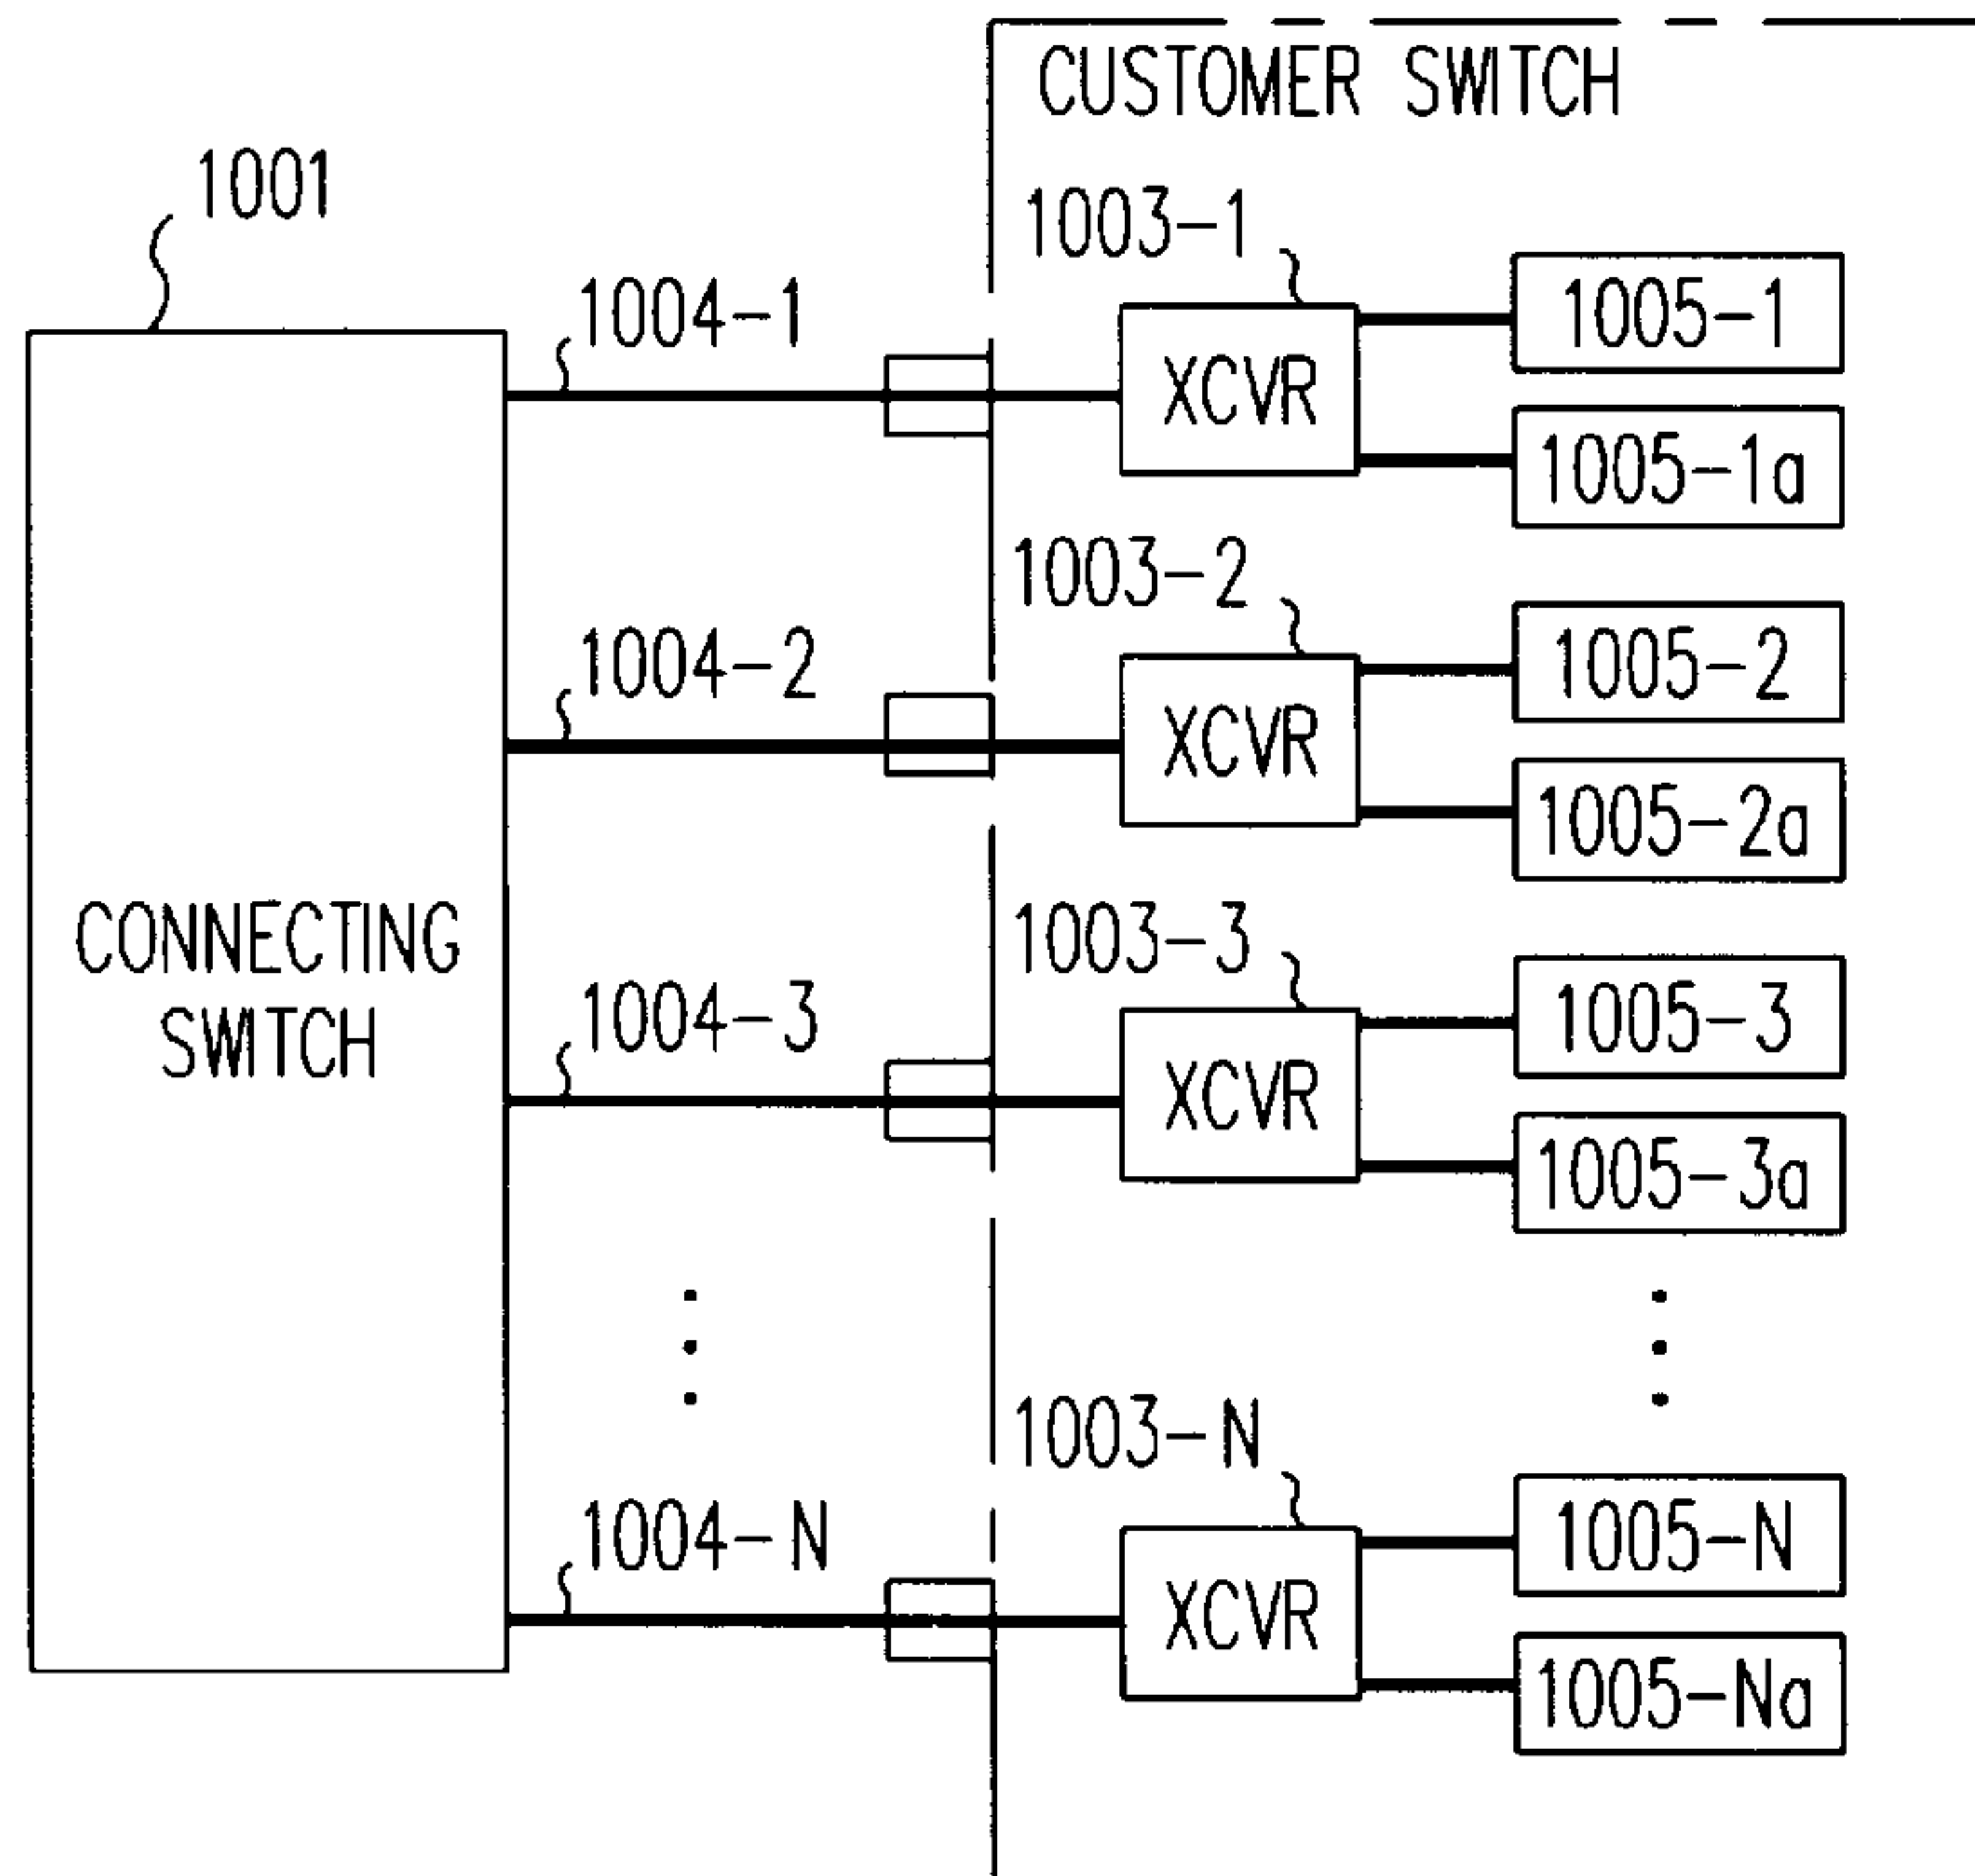 CUSTOMER SWITCH
1001
1003-1
1004-1
1005-1
XCVR
1005-1a
1003-2
1004-2
1005-2
XCVR
1005-2a
CONNECTING
SWITCH
1003-3
1004-3
1005-3
XCVR
1005-3a
1003-N
1004-N
1005-N
XCVR
1005-Na